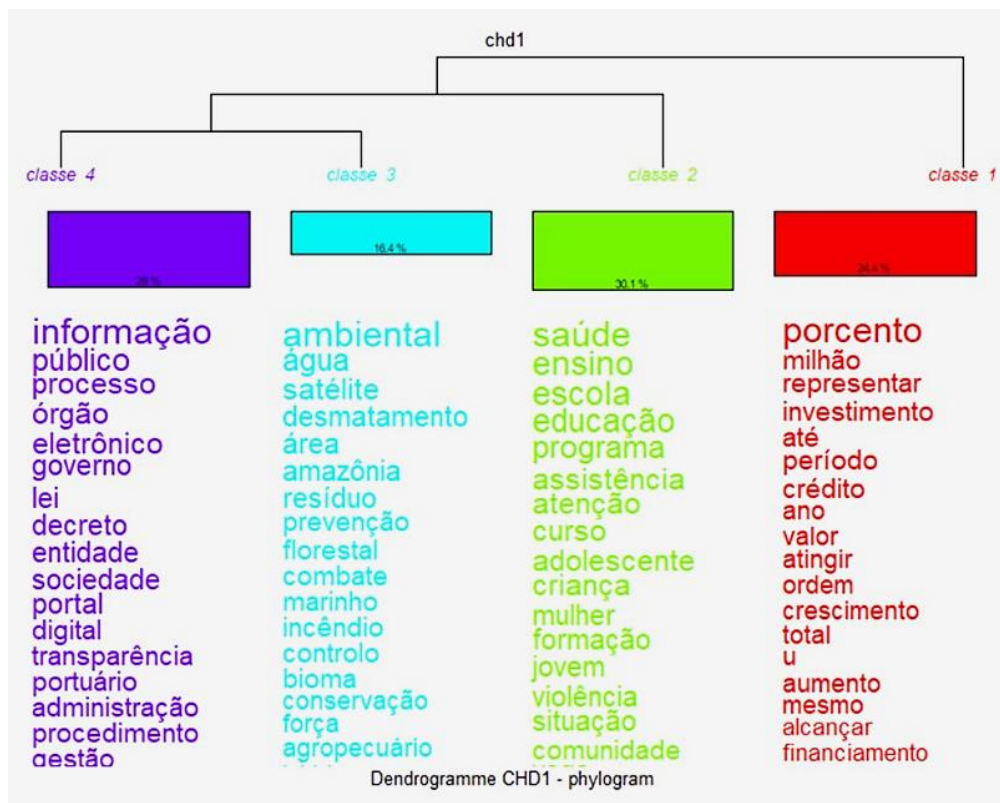 chd1
classe 4
classe 3
classe 2
classe 1
16.4 %
30.1 %
informação
público
processo
órgão
eletrônico
governo
lei
decreto
entidade
sociedade
portal
digital
transparência
portuário
administração
procedimento
gestão
ambiental
água
satélite
desmatamento
área
amazônia
resíduo
prevenção
florestal
combate
marinho
incêndio
controlo
bioma
conservação
força
agropecuário
saúde
ensino
escola
educação
programa
assistência
atenção
curso
adolescente
criança
mulher
formação
jovem
violência
situação
comunidade
porcento
milhão
representar
investimento
até
período
crédito
ano
valor
atingir
ordem
crescimento
total
u
aumento
mesmo
alcançar
financiamento
Dendrogramme CHD1 - phylogram